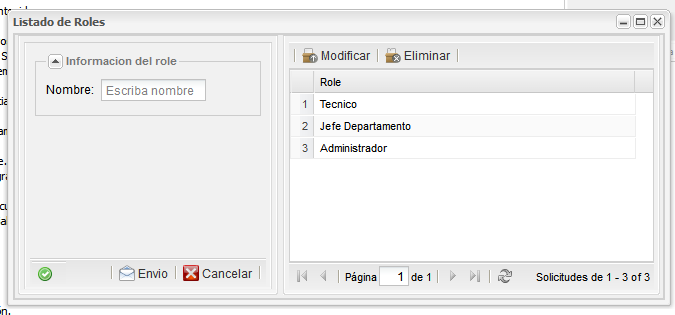 Listado de Roles
Informacion del role
Nombre: Escriba nombre
Envio Cancelar
Modificar Eliminar
Role
1 Tecnico
2 Jefe Departamento
3 Administrador
Página 1 de 1 Solicitudes de 1 - 3 of 3